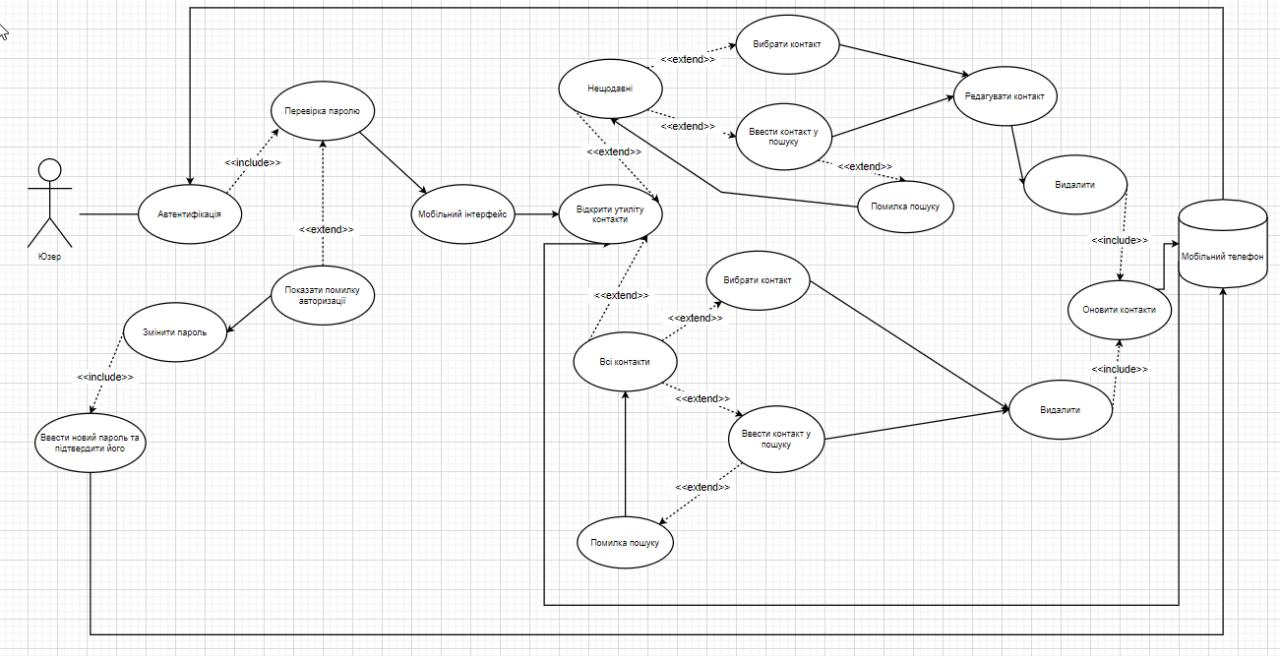 Вибрати контакт
<<extend>>
Нещодавні
Редагувати контакт
Перевірка паролю
<<extend>>
Ввести контакт у
пошуку
<<extend>>
<<include>>
<<extend>>
Видалити
Юзер
Автентифікація
Мобільний інтерфейс
Відкрити утиліту
контакти
Помилка пошуку
<<extend>>
<<include>>
Мобільний телефон
Показати помилку
авторизації
<<extend>>
Вибрати контакт
<<extend>>
Оновити контакти
Змінити пароль
Всі контакти
<<include>>
<<include>>
<<extend>>
Видалити
Ввести новий пароль та
підтвердити його
Ввести контакт у
пошуку
<<extend>>
Помилка пошуку